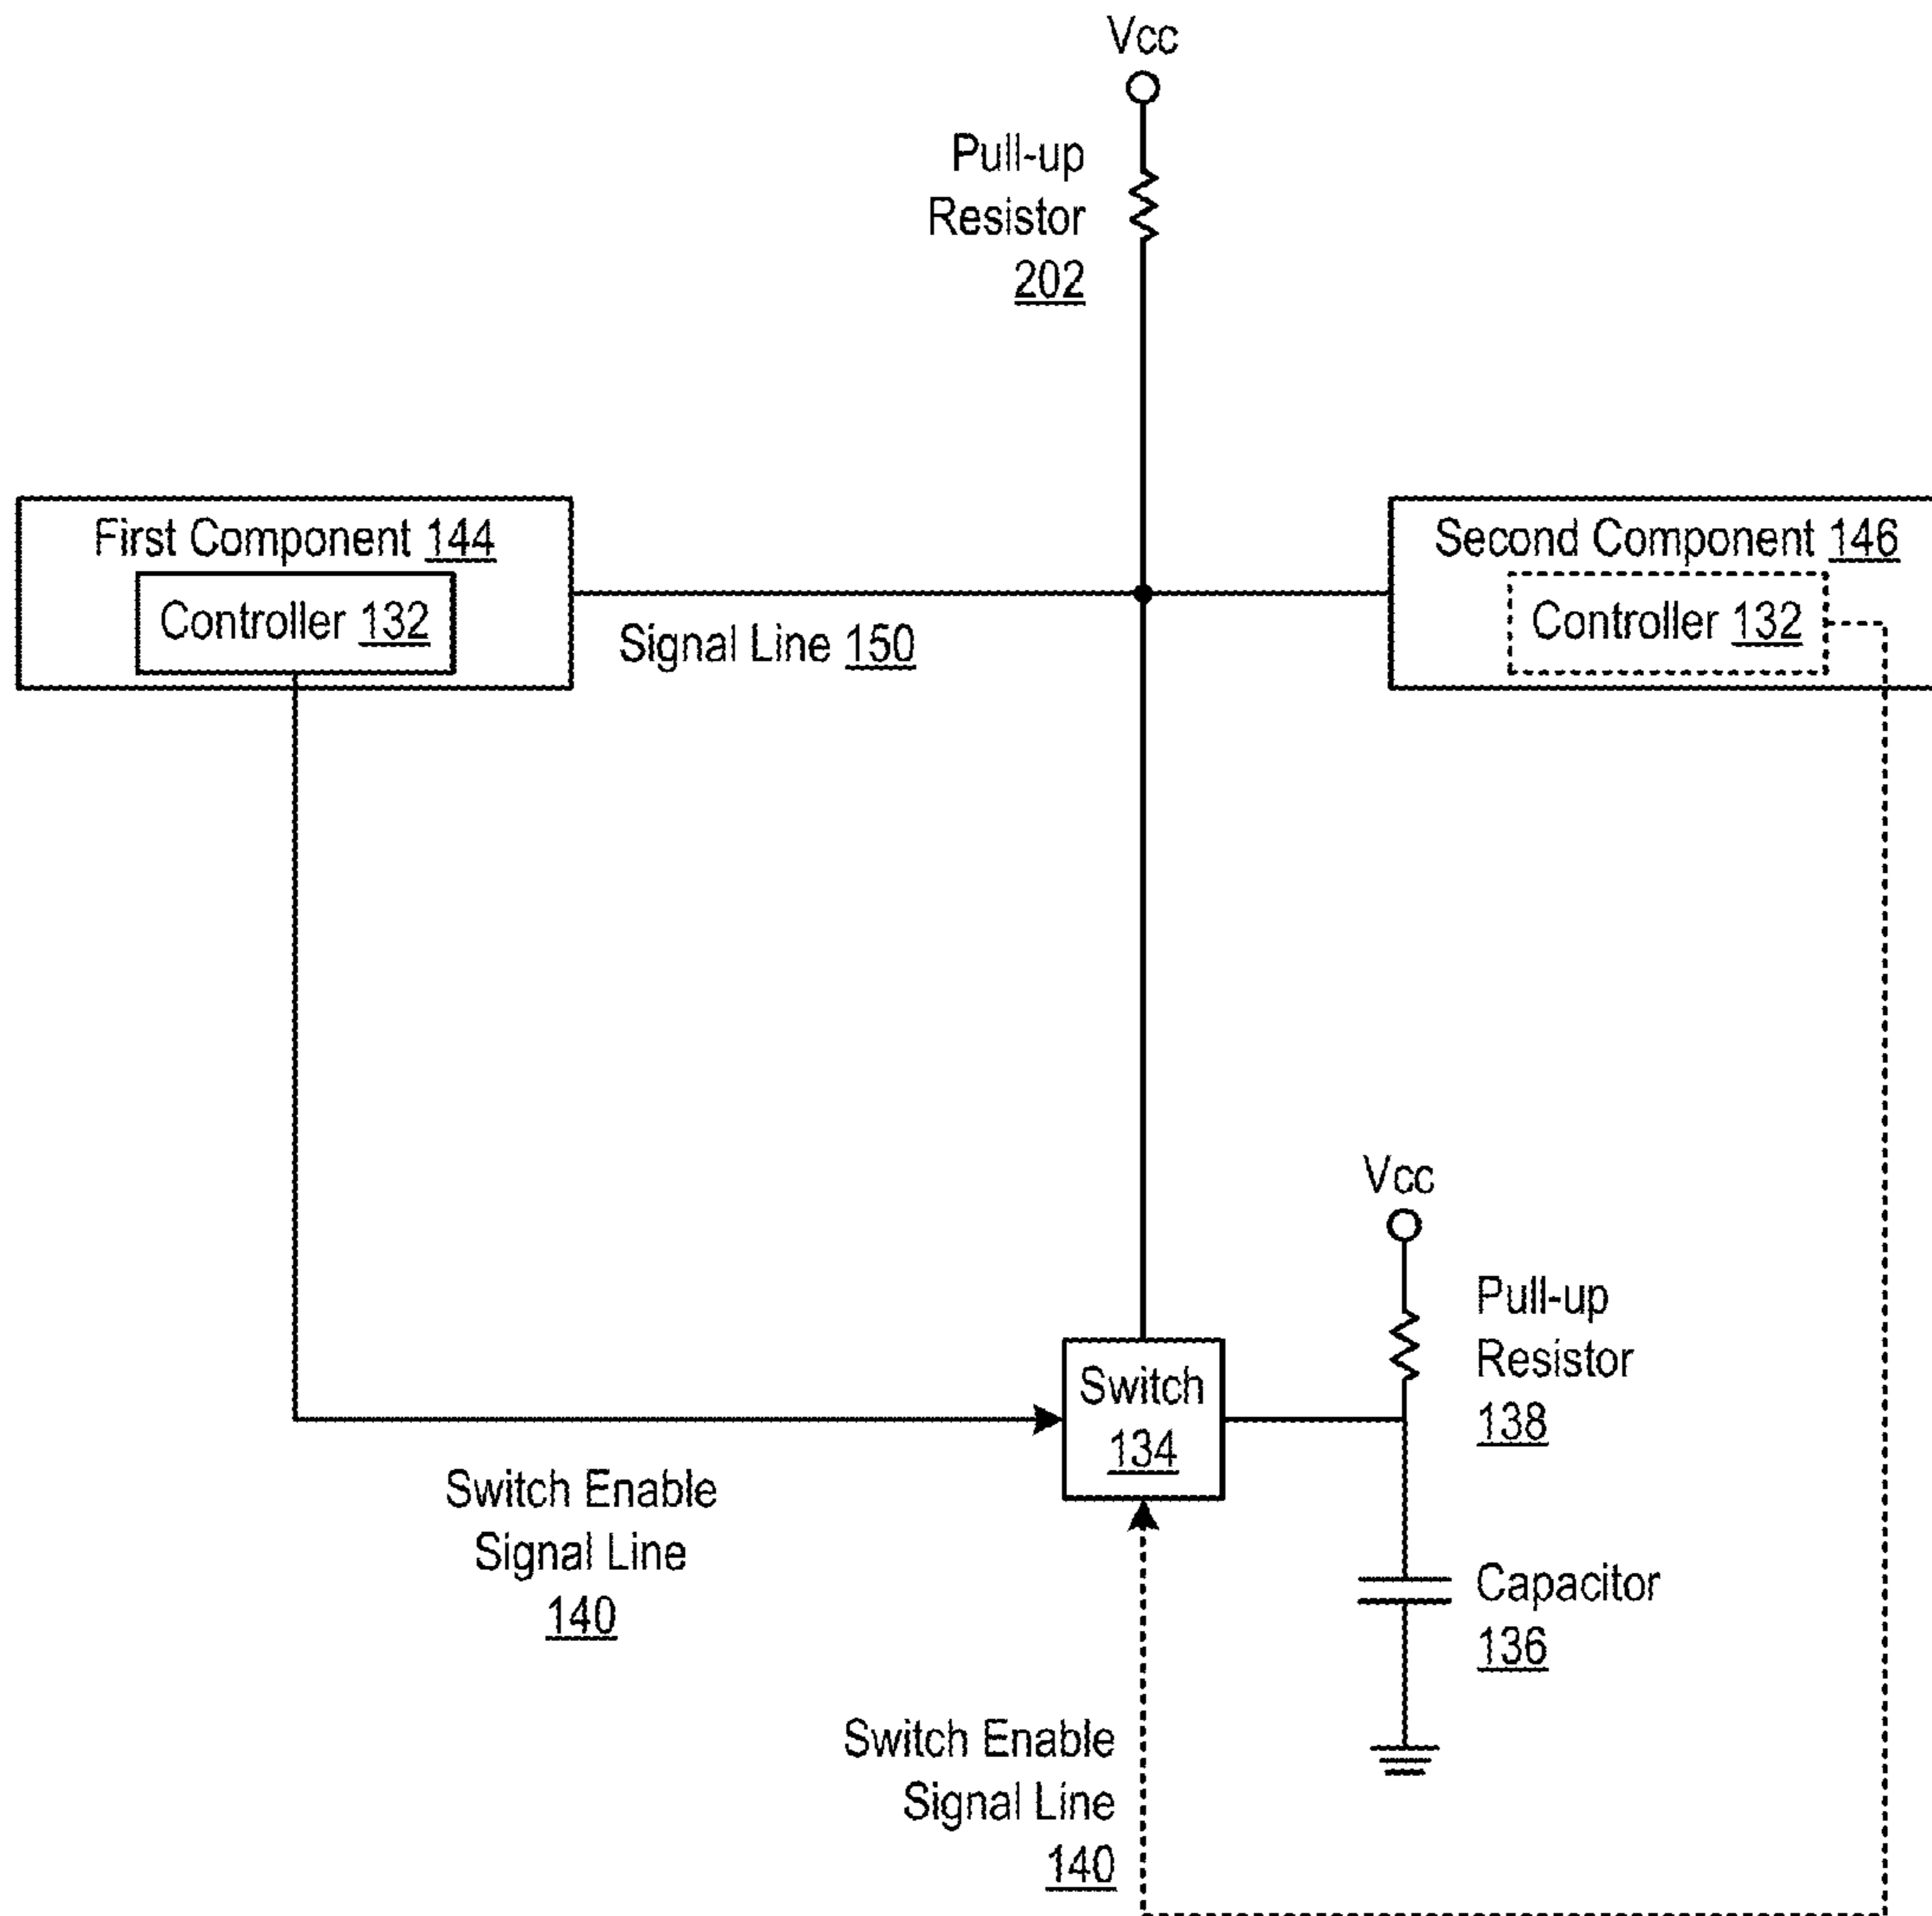 Vcc
Pull-up
Resistor
202
First Component 144
Controller 132
Signal Line 150
Second Component 146
Controller 132
Vcc
Pull-up
Resistor
138
Switch
134
Switch Enable
Signal Line
140
Capacitor
136
Switch Enable
Signal Line
140